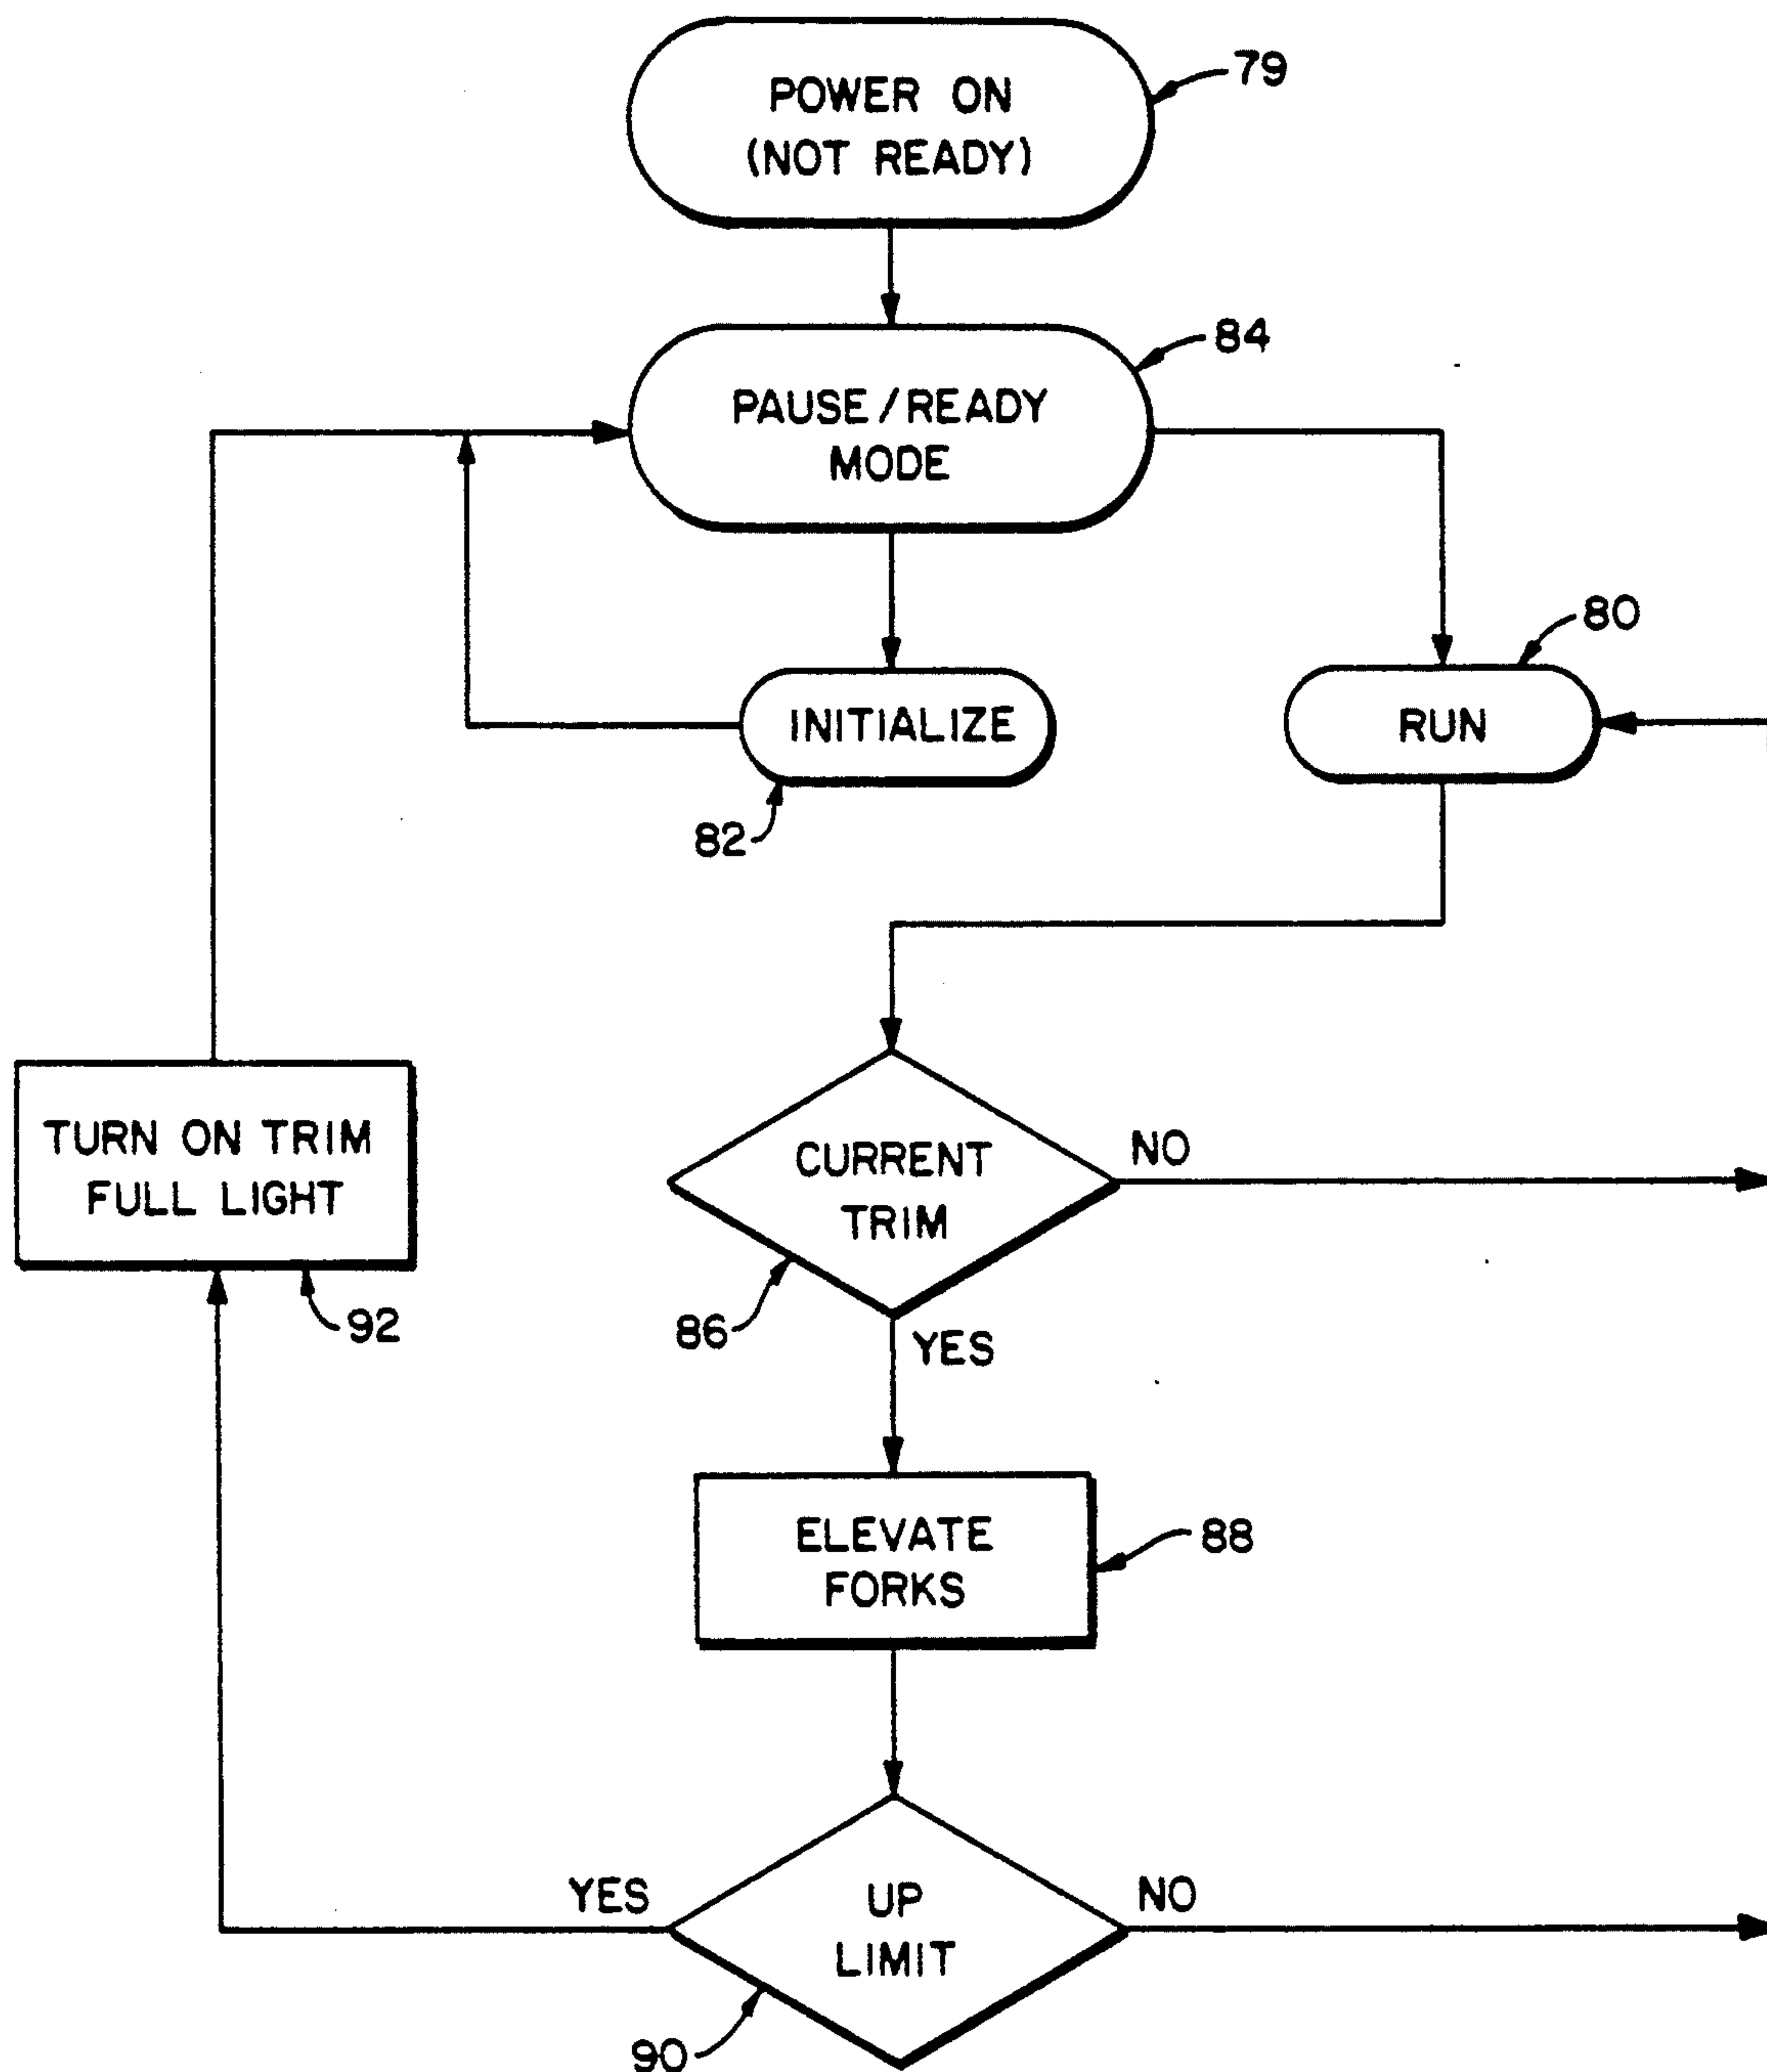 POWER ON
(NOT READY)
79
PAUSE/READY
MODE
84
INITIALIZE
82
RUN
80
CURRENT
TRIM
86
NO
YES
TURN ON TRIM
FULL LIGHT
92
ELEVATE
FORKS
88
UP
LIMIT
90
YES
NO